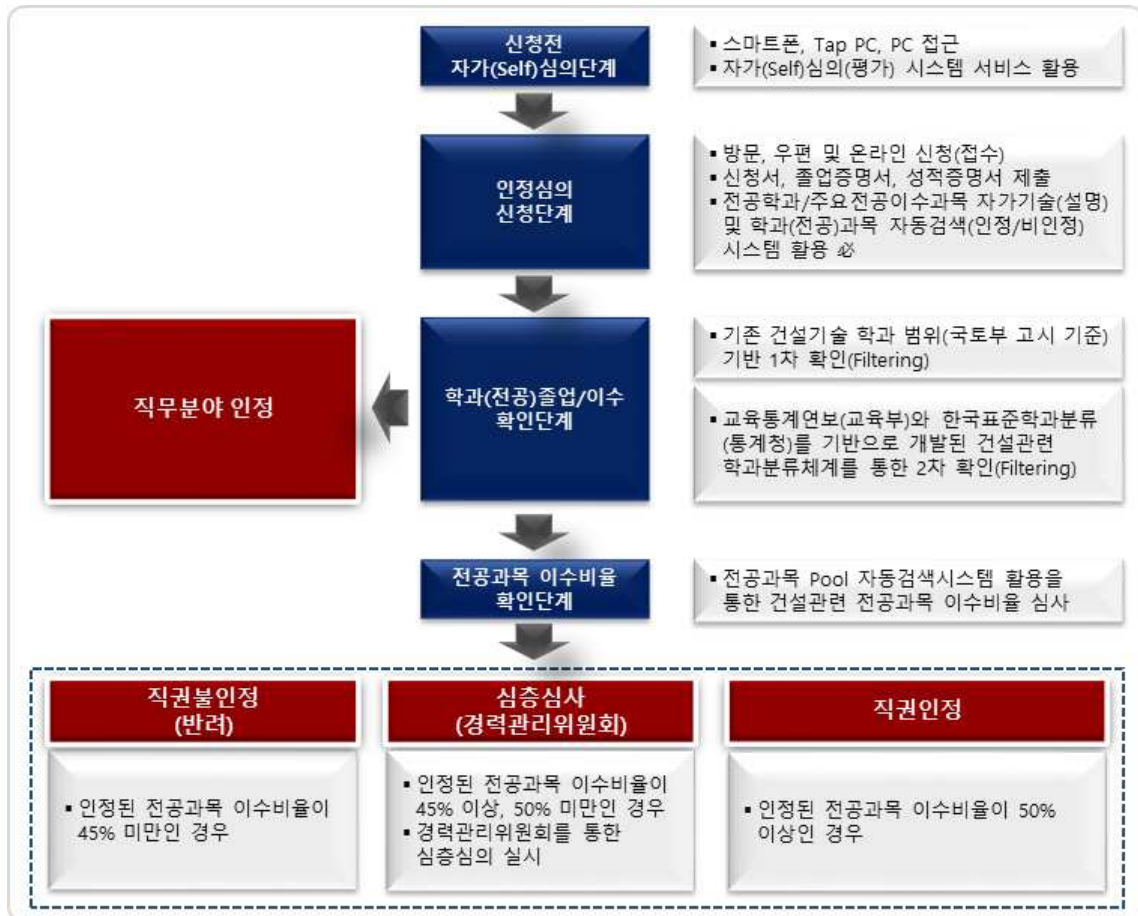 신청전
자가(Self)심의단계
▪ 스마트폰, Tap PC, PC 접근
▪ 자가(Self)심의(평가) 시스템 서비스 활용
인정심의
신청단계
▪ 방문, 우편 및 온라인 신청(접수)
▪ 신청서, 졸업증명서, 성적증명서 제출
▪ 전공학과/주요전공이수과목 자가기술(설명)
및 학과(전공)과목 자동검색(인정/비인정)
시스템 활용 必
직무분야 인정
학과(전공)졸업/이수
확인단계
▪ 기존 건설기술 학과 범위(국토부 고시 기준)
기반 1차 확인(Filtering)
▪ 교육통계연보(교육부)와 한국표준학과분류
(통계청)를 기반으로 개발된 건설관련
학과분류체계를 통한 2차 확인(Filtering)
전공과목 이수비율
확인단계
▪ 전공과목 Pool 자동검색시스템 활용을
통한 건설관련 전공과목 이수비율 심사
직권불인정
(반려)
▪ 인정된 전공과목 이수비율이
45% 미만인 경우
심층심사
(경력관리위원회)
▪ 인정된 전공과목 이수비율이
45% 이상, 50% 미만인 경우
▪ 경력관리위원회를 통한
심층심의 실시
직권인정
▪ 인정된 전공과목 이수비율이 50%
이상인 경우